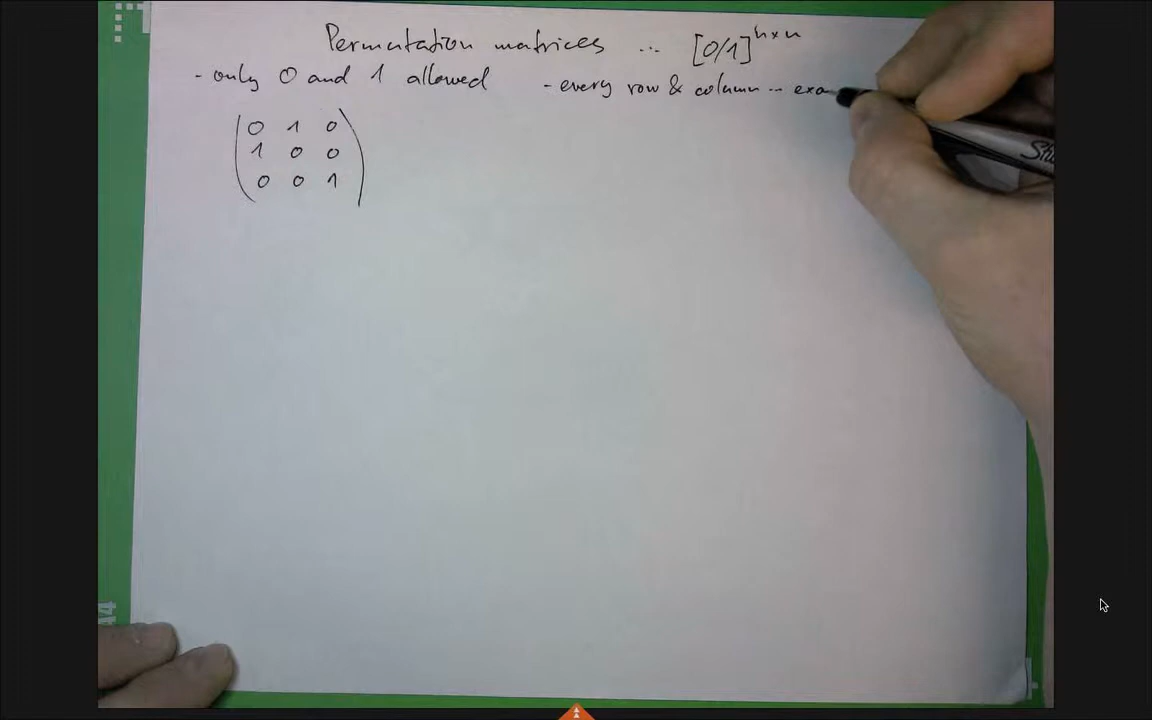 Permutation matrices ... [0/1]^{n×n}
- only 0 and 1 allowed - every row & column ... exa
0 1 0
1 0 0
0 0 1